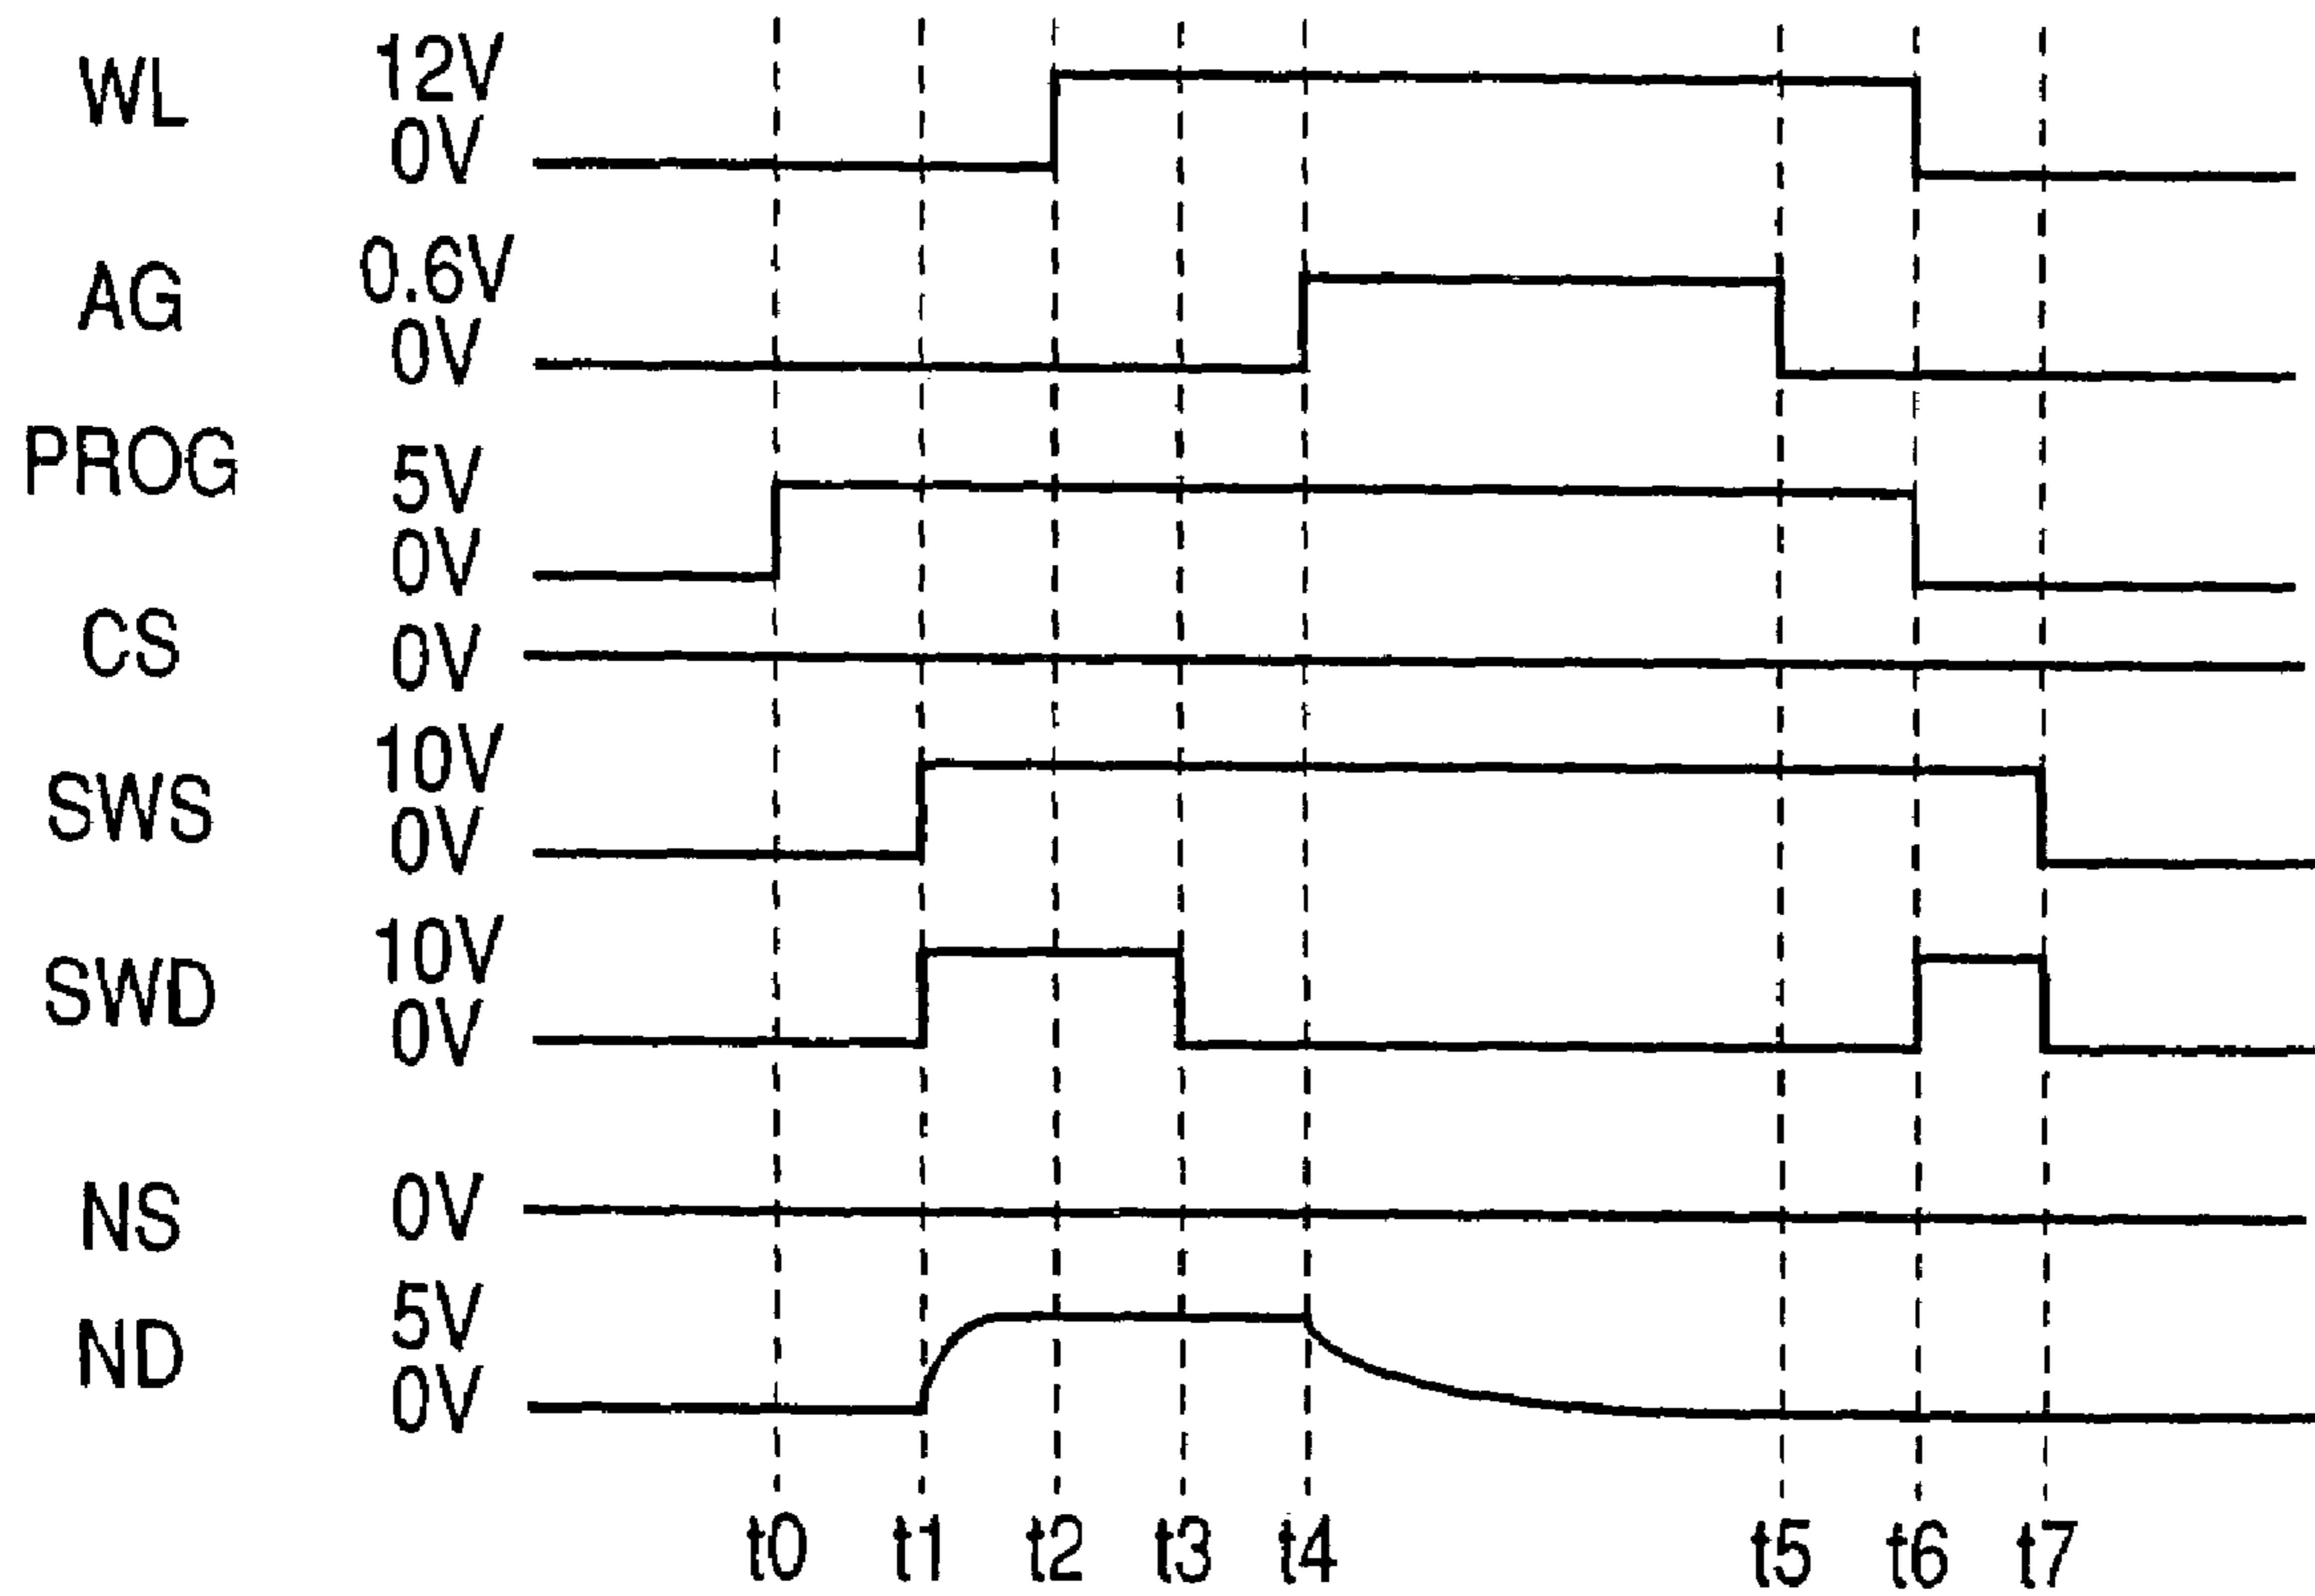 WL 12V
0V
AG 0.6V
0V
PROG 5V
0V
CS 0V
SWS 10V
0V
SWD 10V
0V
NS 0V
ND 5V
0V
t0 t1 t2 t3 t4 t5 t6 t7